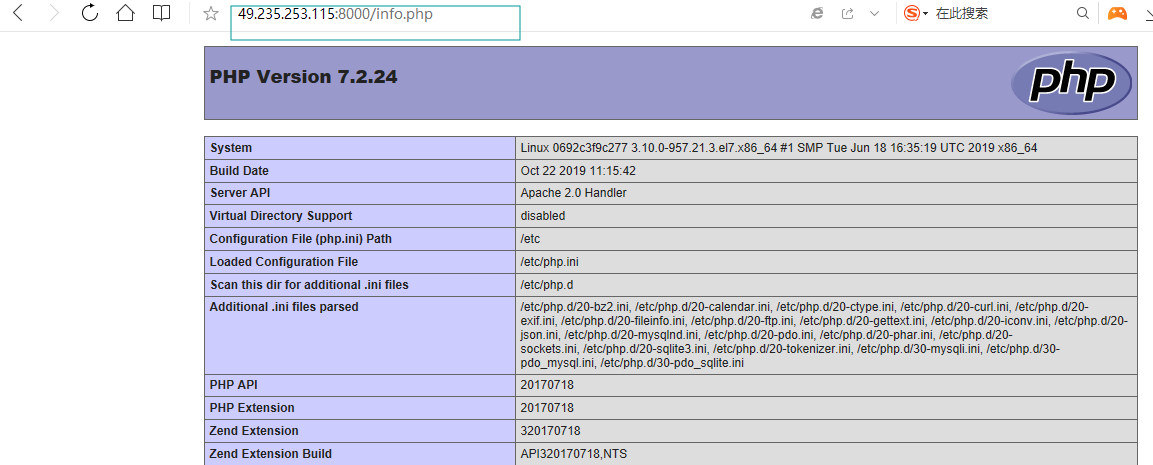 49.235.253.115:8000/info.php
在此搜索
PHP Version 7.2.24
php
System Linux 0692c3f9c277 3.10.0-957.21.3.el7.x86_64 #1 SMP Tue Jun 18 16:35:19 UTC 2019 x86_64
Build Date Oct 22 2019 11:15:42
Server API Apache 2.0 Handler
Virtual Directory Support disabled
Configuration File (php.ini) Path /etc
Loaded Configuration File /etc/php.ini
Scan this dir for additional .ini files /etc/php.d
Additional .ini files parsed /etc/php.d/20-bz2.ini, /etc/php.d/20-calendar.ini, /etc/php.d/20-ctype.ini, /etc/php.d/20-curl.ini, /etc/php.d/20-
exif.ini, /etc/php.d/20-fileinfo.ini, /etc/php.d/20-ftp.ini, /etc/php.d/20-gettext.ini, /etc/php.d/20-iconv.ini, /etc/php.d/20-
json.ini, /etc/php.d/20-mysqlnd.ini, /etc/php.d/20-pdo.ini, /etc/php.d/20-phar.ini, /etc/php.d/20-
sockets.ini, /etc/php.d/20-sqlite3.ini, /etc/php.d/20-tokenizer.ini, /etc/php.d/30-mysqli.ini, /etc/php.d/30-
pdo_mysql.ini, /etc/php.d/30-pdo_sqlite.ini
PHP API 20170718
PHP Extension 20170718
Zend Extension 320170718
Zend Extension Build API320170718,NTS